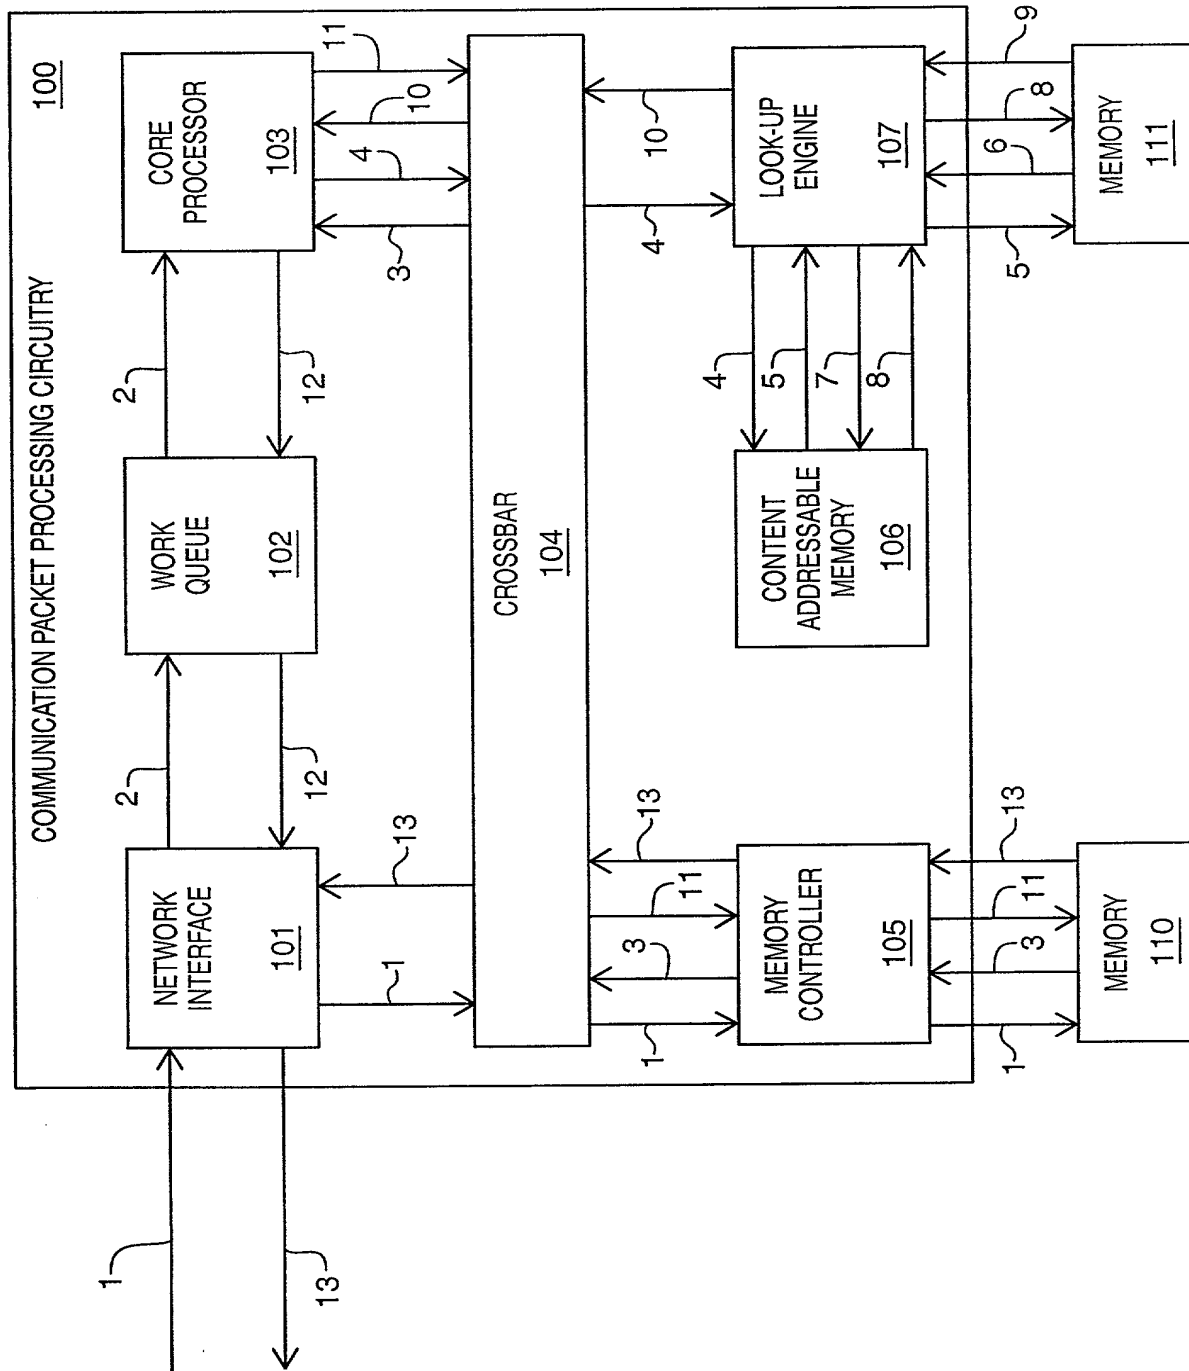 COMMUNICATION PACKET PROCESSING CIRCUITRY
100
1
13
NETWORK
INTERFACE
101
2
12
WORK
QUEUE
102
2
12
CORE
PROCESSOR
103
1
13
3
4
10
11
CROSSBAR
104
1
3
11
13
4
10
MEMORY
CONTROLLER
105
CONTENT
ADDRESSABLE
MEMORY
106
4
5
7
8
LOOK-UP
ENGINE
107
1
3
11
13
5
6
8
9
MEMORY
110
MEMORY
111